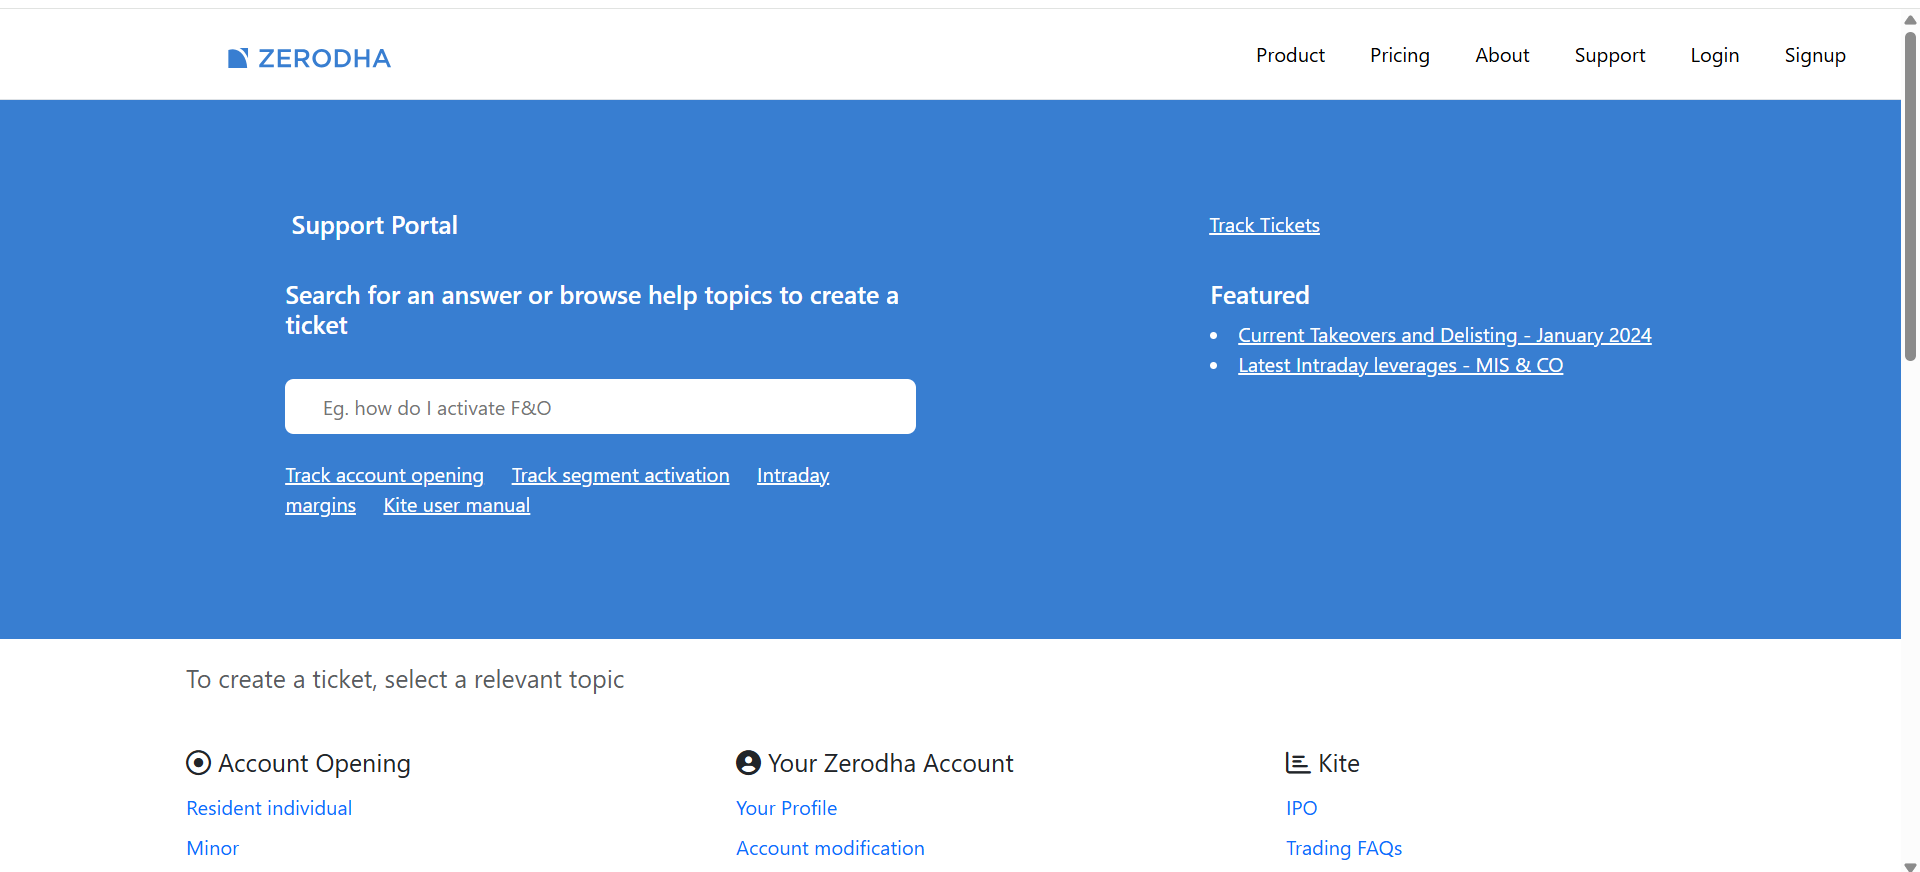 ZERODHA
Product Pricing About Support Login Signup
Support Portal
Track Tickets
Search for an answer or browse help topics to create a
ticket
Eg. how do I activate F&O
Track account opening Track segment activation Intraday
margins Kite user manual
Featured
Current Takeovers and Delisting - January 2024
Latest Intraday leverages - MIS & CO
To create a ticket, select a relevant topic
Account Opening
Resident individual
Minor
Your Zerodha Account
Your Profile
Account modification
Kite
IPO
Trading FAQs